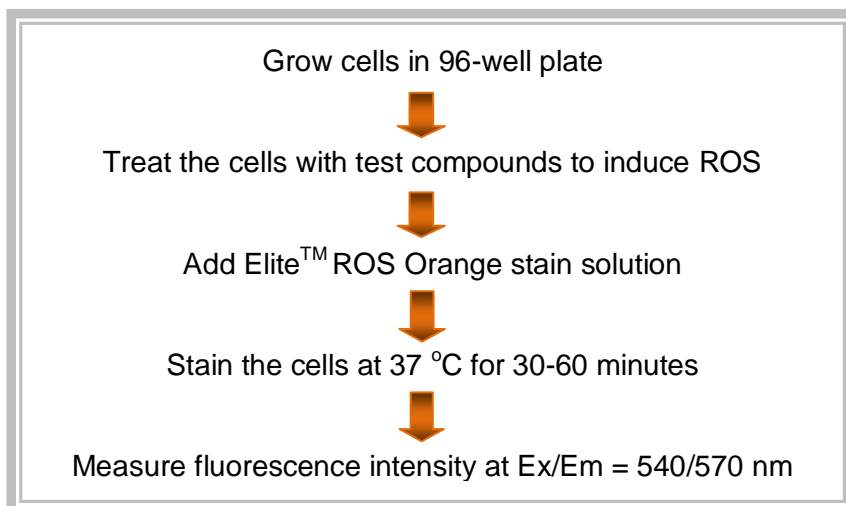 Grow cells in 96-well plate
Treat the cells with test compounds to induce ROS
Add Elite™ ROS Orange stain solution
Stain the cells at 37 °C for 30-60 minutes
Measure fluorescence intensity at Ex/Em = 540/570 nm